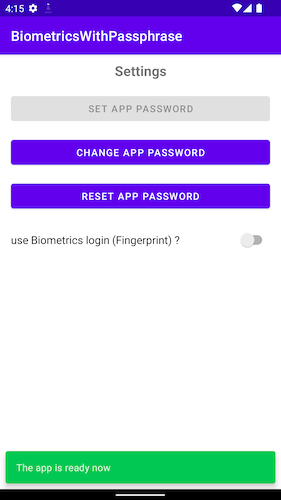 4:15
BiometricsWithPassphrase
Settings
SET APP PASSWORD
CHANGE APP PASSWORD
RESET APP PASSWORD
use Biometrics login (Fingerprint) ?
The app is ready now